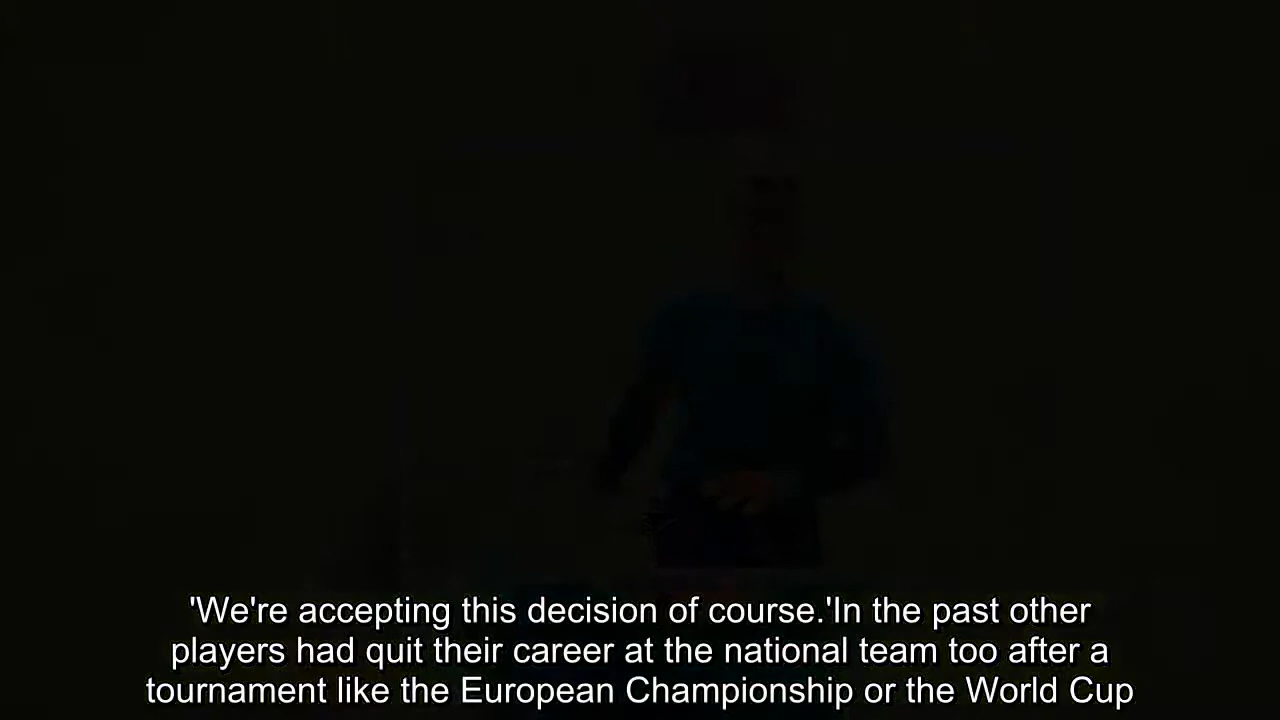 'We're accepting this decision of course.'In the past other
players had quit their career at the national team too after a
tournament like the European Championship or the World Cup